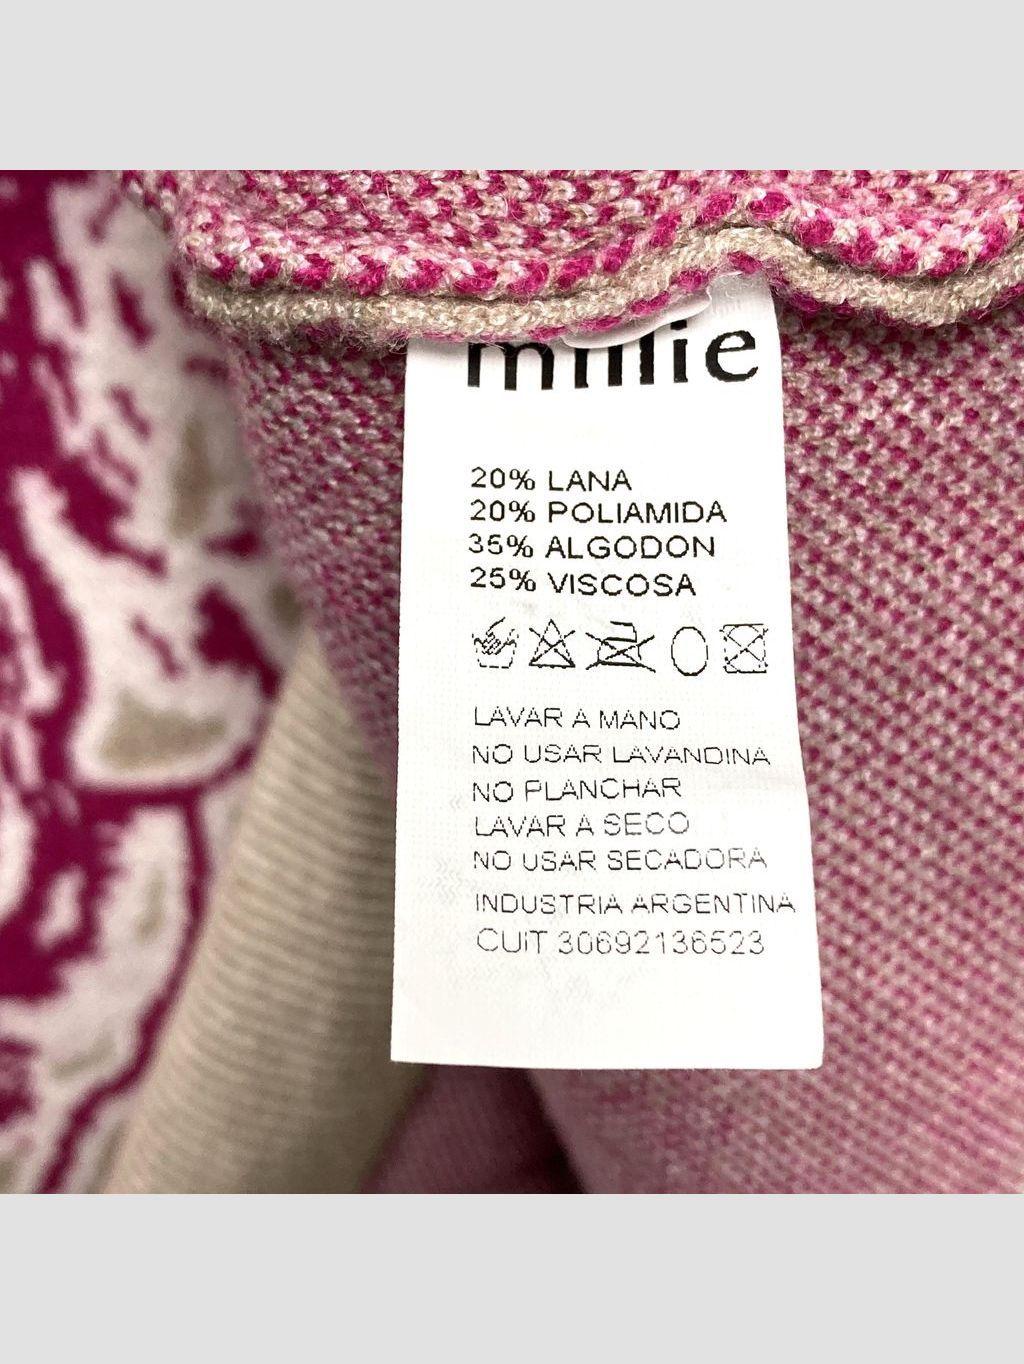 millie
20% LANA
20% POLIAMIDA
35% ALGODON
25% VISCOSA
LAVAR A MANO
NO USAR LAVANDINA
NO PLANCHAR
LAVAR A SECO
NO USAR SECADORA
INDUSTRIA ARGENTINA
CUIT 30692136523